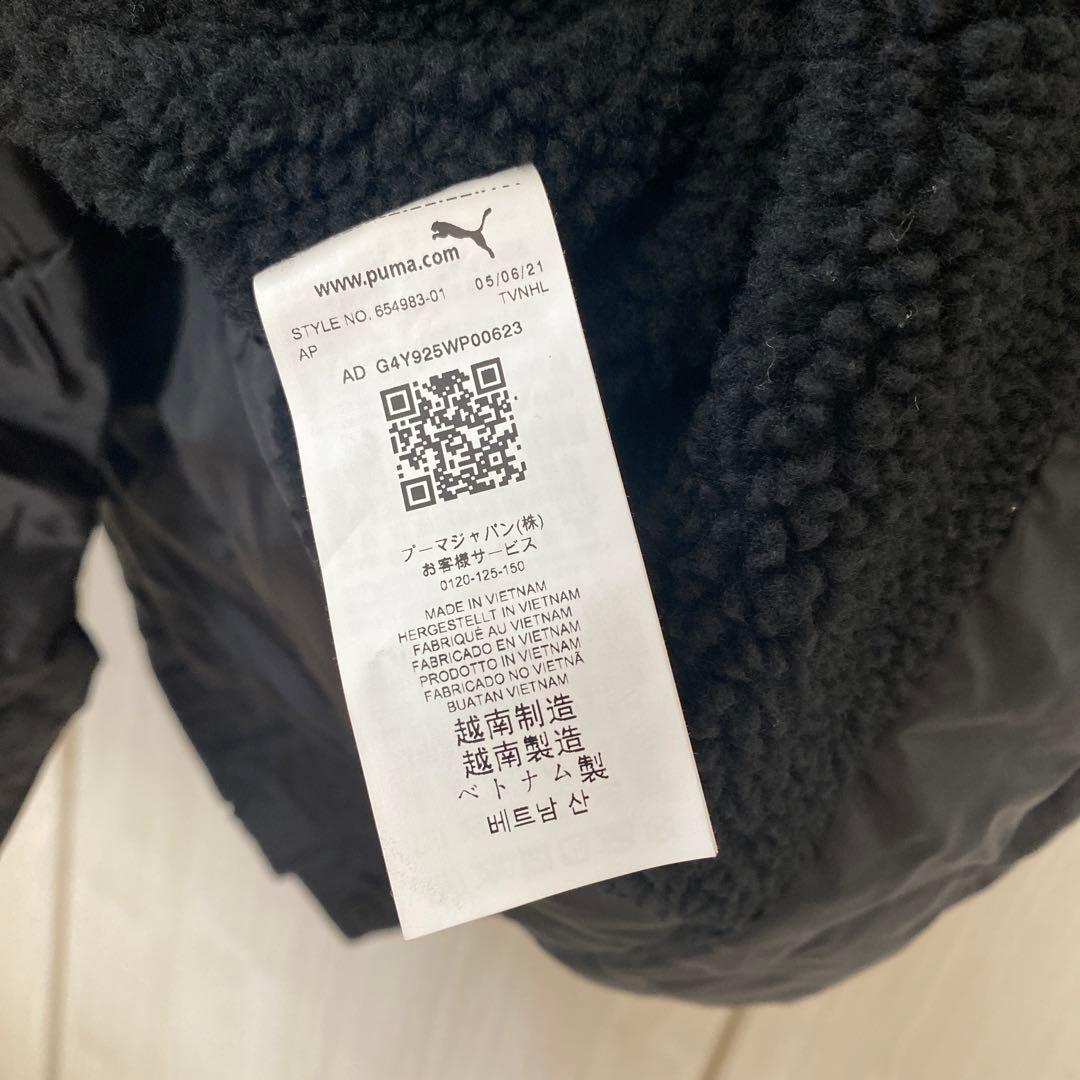 www.puma.com
STYLE NO. 654983-01 05/06/21
AP TVNHL
AD G4Y925WP00623
プーマジャパン(株)
お客様サービス
0120-125-150
MADE IN VIETNAM
HERGESTELLT IN VIETNAM
FABRIQUÉ AU VIETNAM
FABRICADO EN VIETNAM
PRODOTTO IN VIETNAM
FABRICADO NO VIETNÃ
BUATAN VIETNAM
越南制造
越南製造
ベトナム製
베트남 산